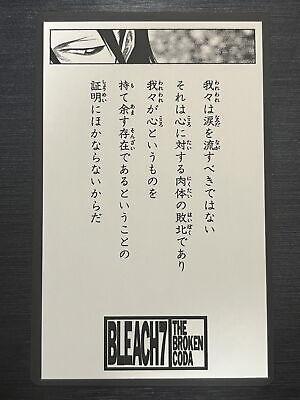 我々は涙を流すべきではない
それは心に対する肉体の敗北であり
我々が心というものを
持て余す存在であるということの
証明にほかならないからだ
BLEACH7
THE
BROKEN
CODA